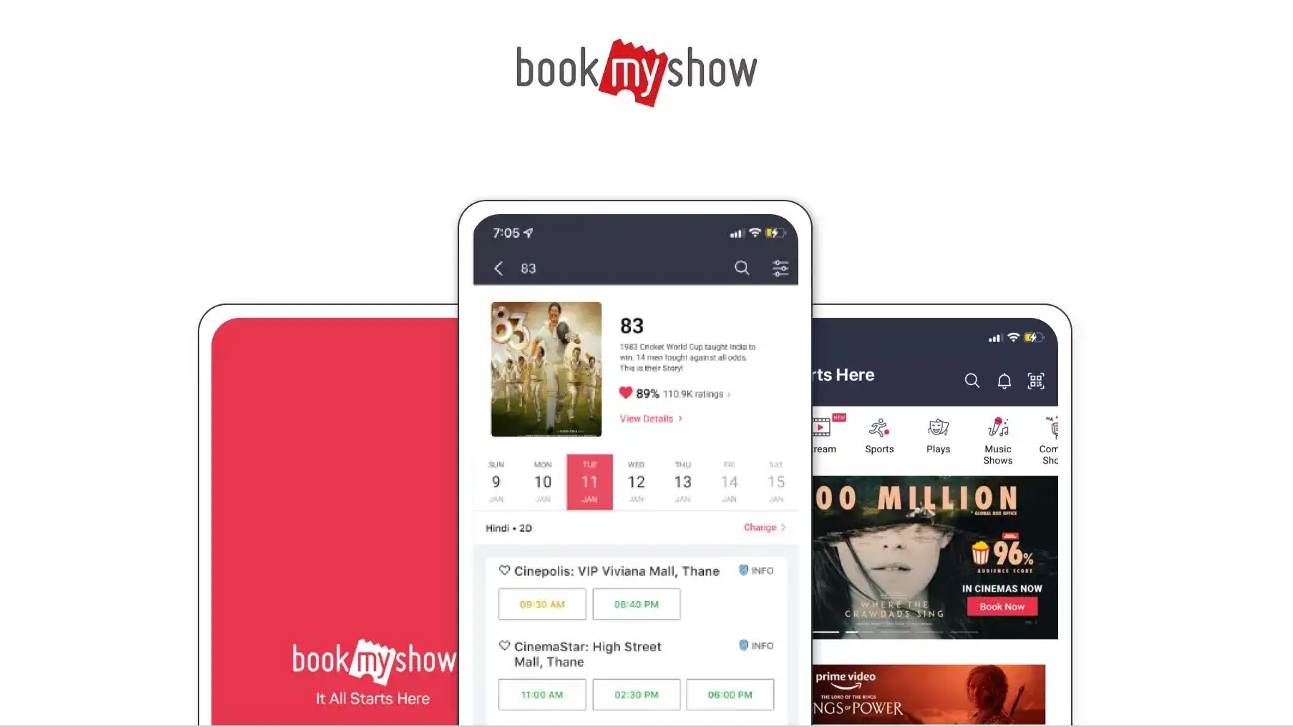 bookmyshow
bookmyshow
It All Starts Here
7:05
83
83
83
1983 Cricket World Cup taught India to
win. 14 men fought against all odds.
This is their Story!
89% 110.9K ratings >
View Details >
SUN MON TUE WED THU FRI SAT
9 10 11 12 13 14 15
JAN JAN JAN JAN JAN JAN JAN
Hindi • 2D
Change >
Cinepolis: VIP Viviana Mall, Thane
INFO
09:30 AM 06:40 PM
CinemaStar: High Street
Mall, Thane
INFO
11:00 AM 02:30 PM 06:00 PM
rts Here
NEW
ream Sports Plays Music
Shows
Com
Sho
00 MILLION
GLOBAL BOX OFFICE
96%
AUDIENCE SCORE
IN CINEMAS NOW
Book Now
WHERE THE
CRAWDADS SING
prime video
THE LORD OF THE RINGS
NGS OF POWER